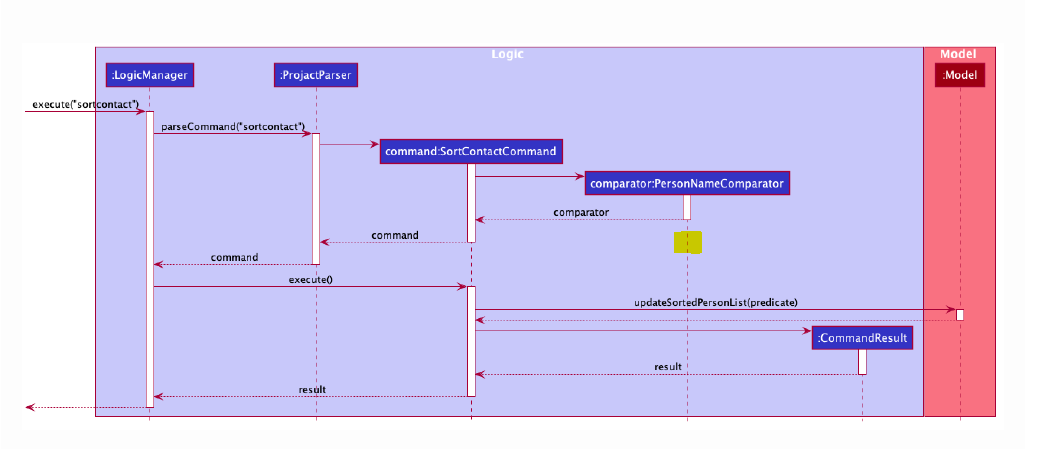 Logic
Model
:LogicManager
:ProjactParser
:Model
execute("sortcontact")
parseCommand("sortcontact")
command:SortContactCommand
comparator:PersonNameComparator
comparator
command
command
execute()
updateSortedPersonList(predicate)
:CommandResult
result
result